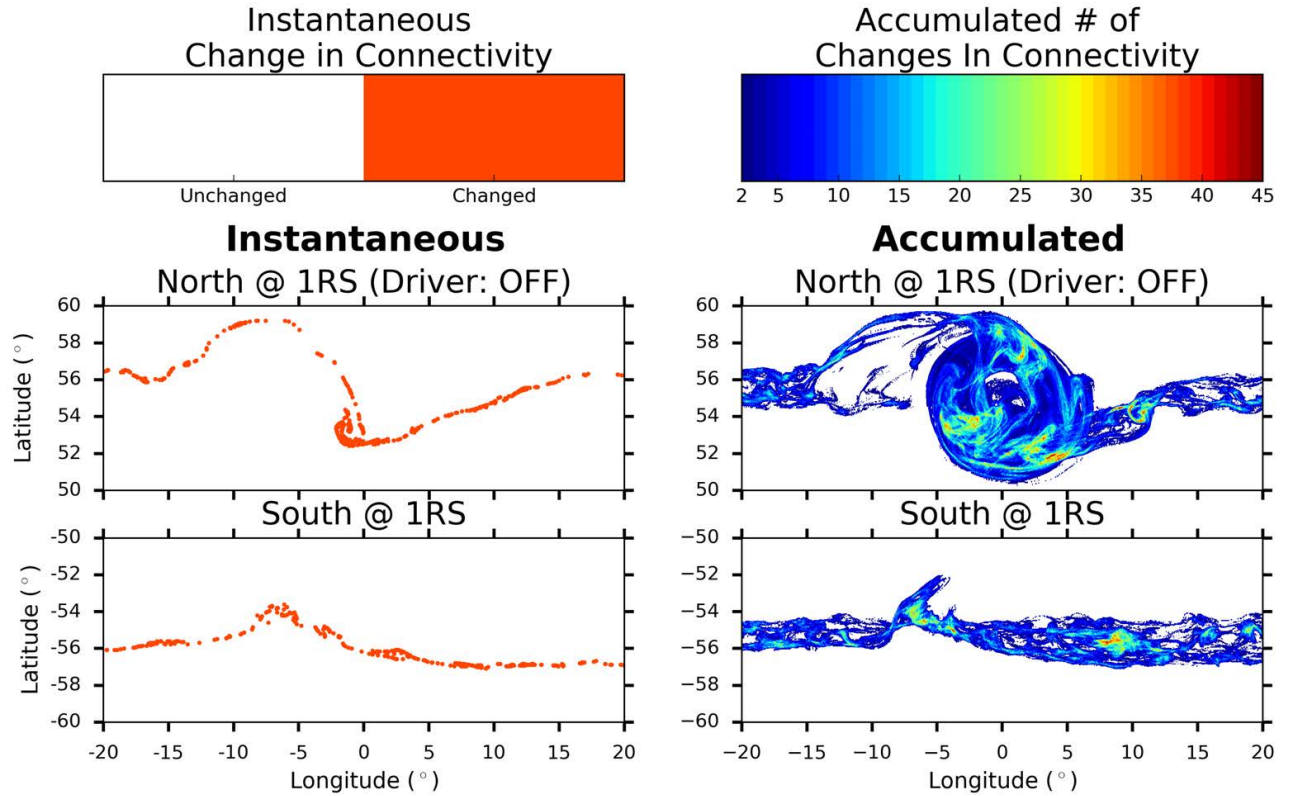 Instantaneous
Change in Connectivity
Unchanged Changed
Accumulated # of
Changes In Connectivity
2 5 10 15 20 25 30 35 40 45
Instantaneous
North @ 1RS (Driver: OFF)
Latitude (°)
60
58
56
54
52
50
South @ 1RS
Latitude (°)
-50
-52
-54
-56
-58
-60
-20 -15 -10 -5 0 5 10 15 20
Longitude (°)
Accumulated
North @ 1RS (Driver: OFF)
60
58
56
54
52
50
South @ 1RS
−50
−52
−54
−56
−58
−60
−20 −15 −10 −5 0 5 10 15 20
Longitude (°)